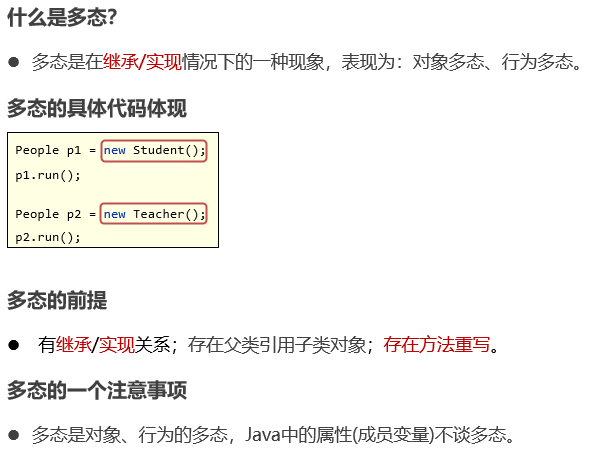 什么是多态？
● 多态是在继承/实现情况下的一种现象，表现为：对象多态、行为多态。
多态的具体代码体现
People p1 = new Student();
p1.run();
People p2 = new Teacher();
p2.run();
多态的前提
● 有继承/实现关系；存在父类引用子类对象；存在方法重写。
多态的一个注意事项
● 多态是对象、行为的多态，Java中的属性(成员变量)不谈多态。